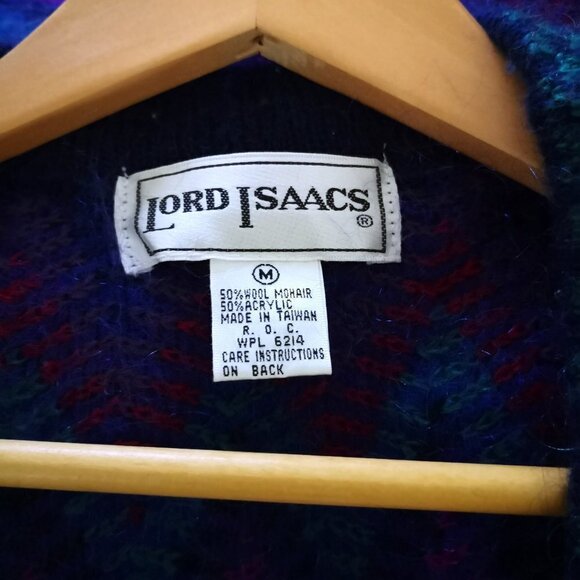 LORD ISAACS ®
M
50% WOOL MOHAIR
50% ACRYLIC
MADE IN TAIWAN
R. O. C.
WPL 6214
CARE INSTRUCTIONS
ON BACK